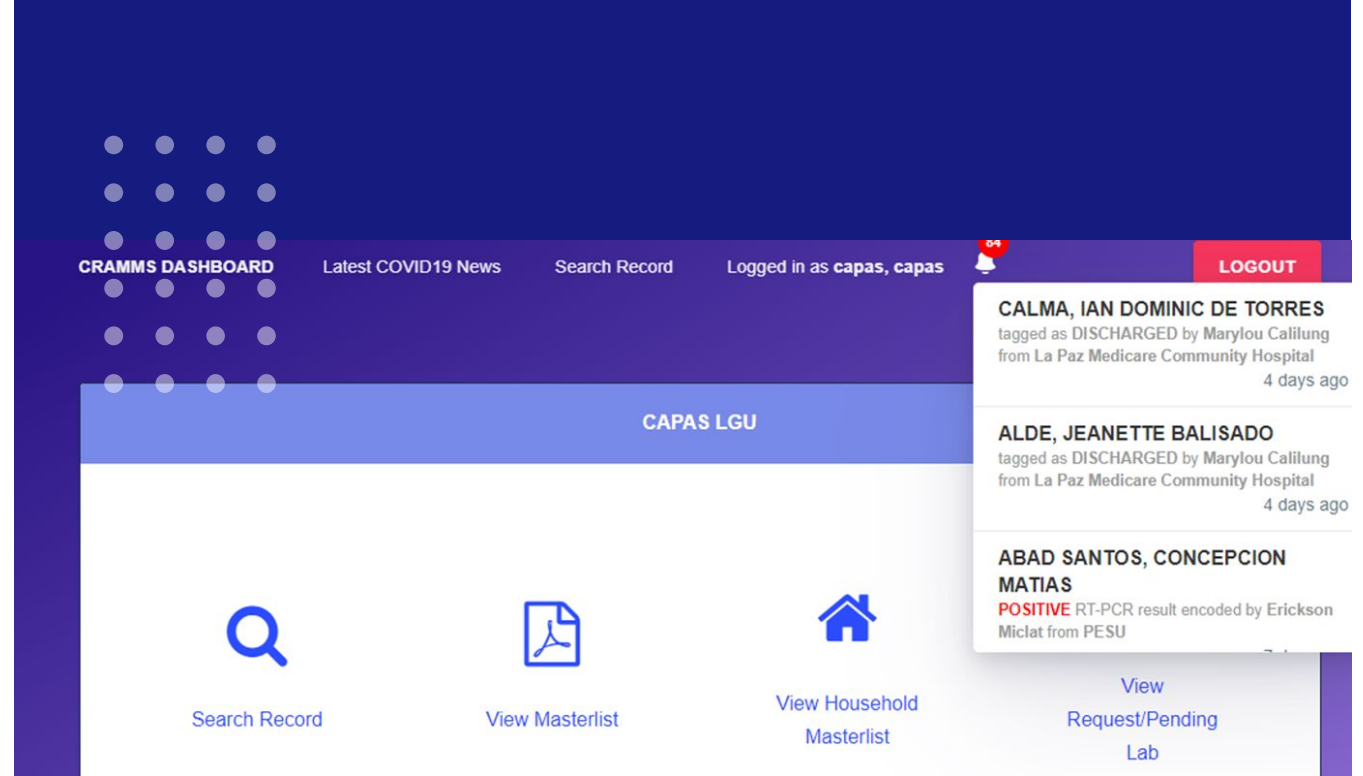 84
CRAMMS DASHBOARD Latest COVID19 News Search Record Logged in as capas, capas LOGOUT
CALMA, IAN DOMINIC DE TORRES
tagged as DISCHARGED by Marylou Calilung
from La Paz Medicare Community Hospital
4 days ago
CAPAS LGU
ALDE, JEANETTE BALISADO
tagged as DISCHARGED by Marylou Calilung
from La Paz Medicare Community Hospital
4 days ago
ABAD SANTOS, CONCEPCION
MATIAS
POSITIVE RT-PCR result encoded by Erickson
Miclat from PESU
Search Record
View Masterlist
View Household
Masterlist
View
Request/Pending
Lab